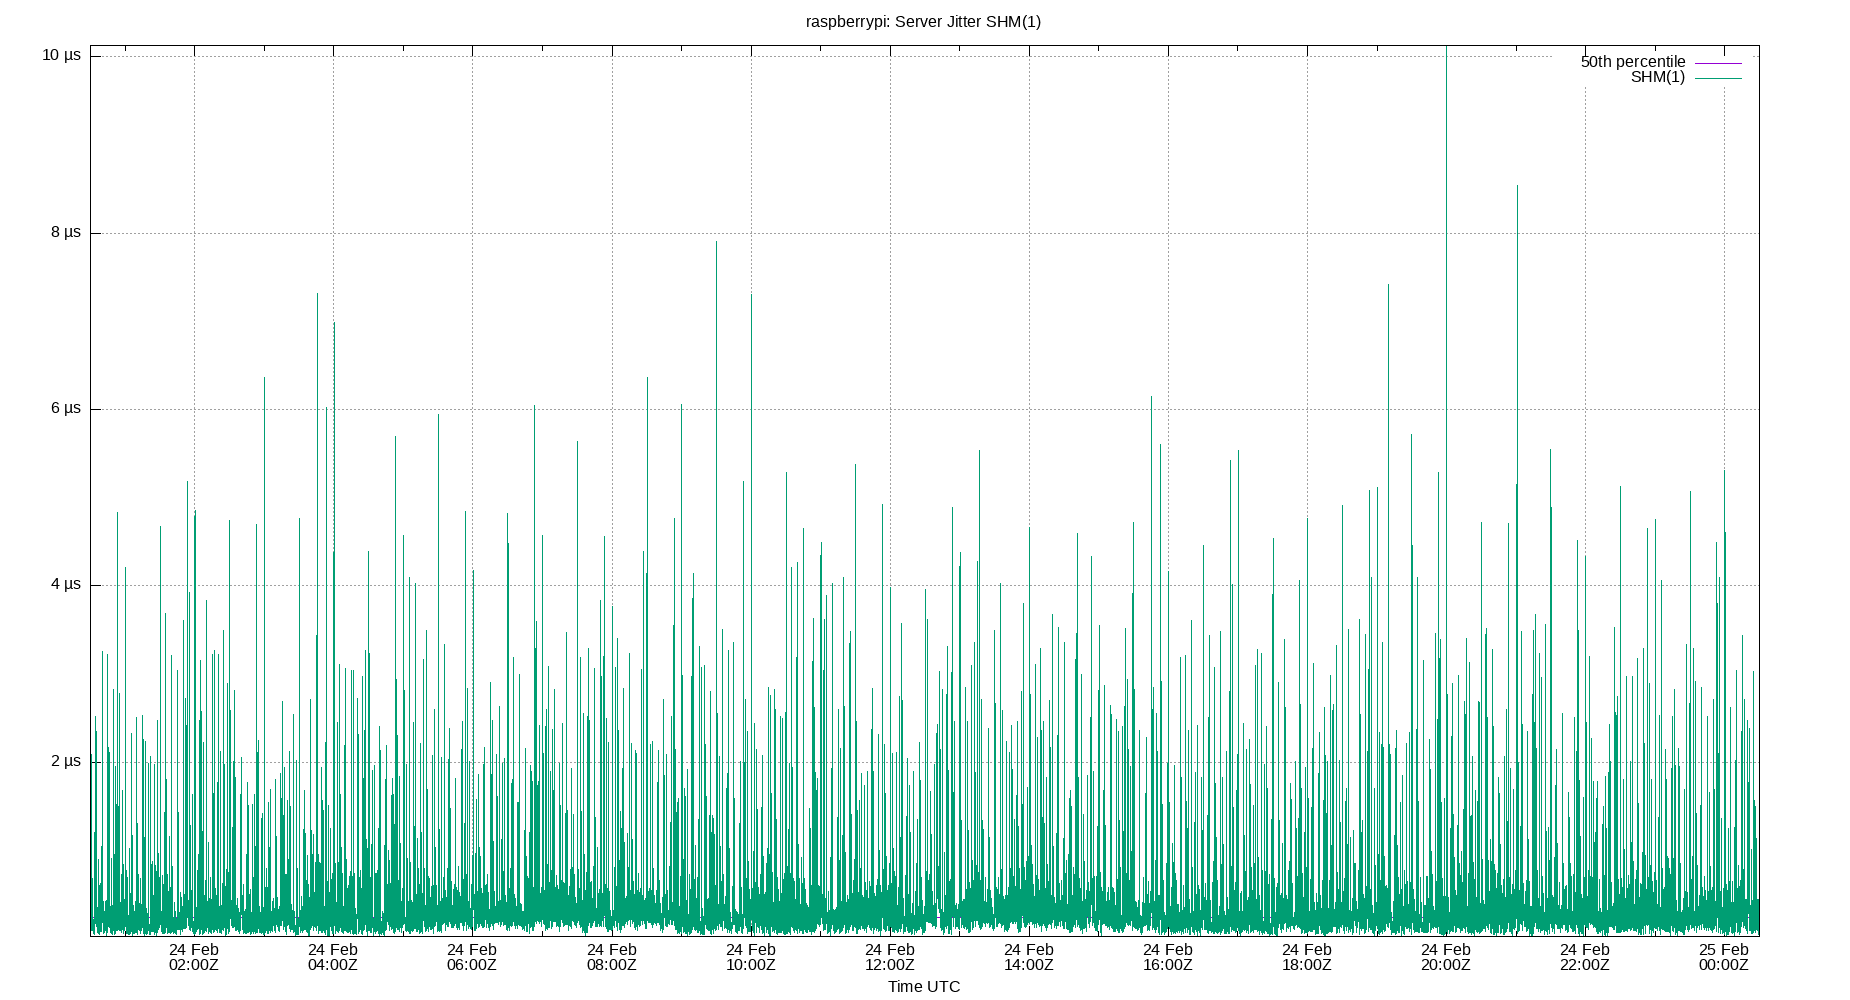 raspberrypi: Server Jitter SHM(1)
10 µs
8 µs
6 µs
4 µs
2 µs
50th percentile
SHM(1)
24 Feb 24 Feb 24 Feb 24 Feb 24 Feb 24 Feb 24 Feb 24 Feb 24 Feb 24 Feb 24 Feb 25 Feb
02:00Z 04:00Z 06:00Z 08:00Z 10:00Z 12:00Z 14:00Z 16:00Z 18:00Z 20:00Z 22:00Z 00:00Z
Time UTC